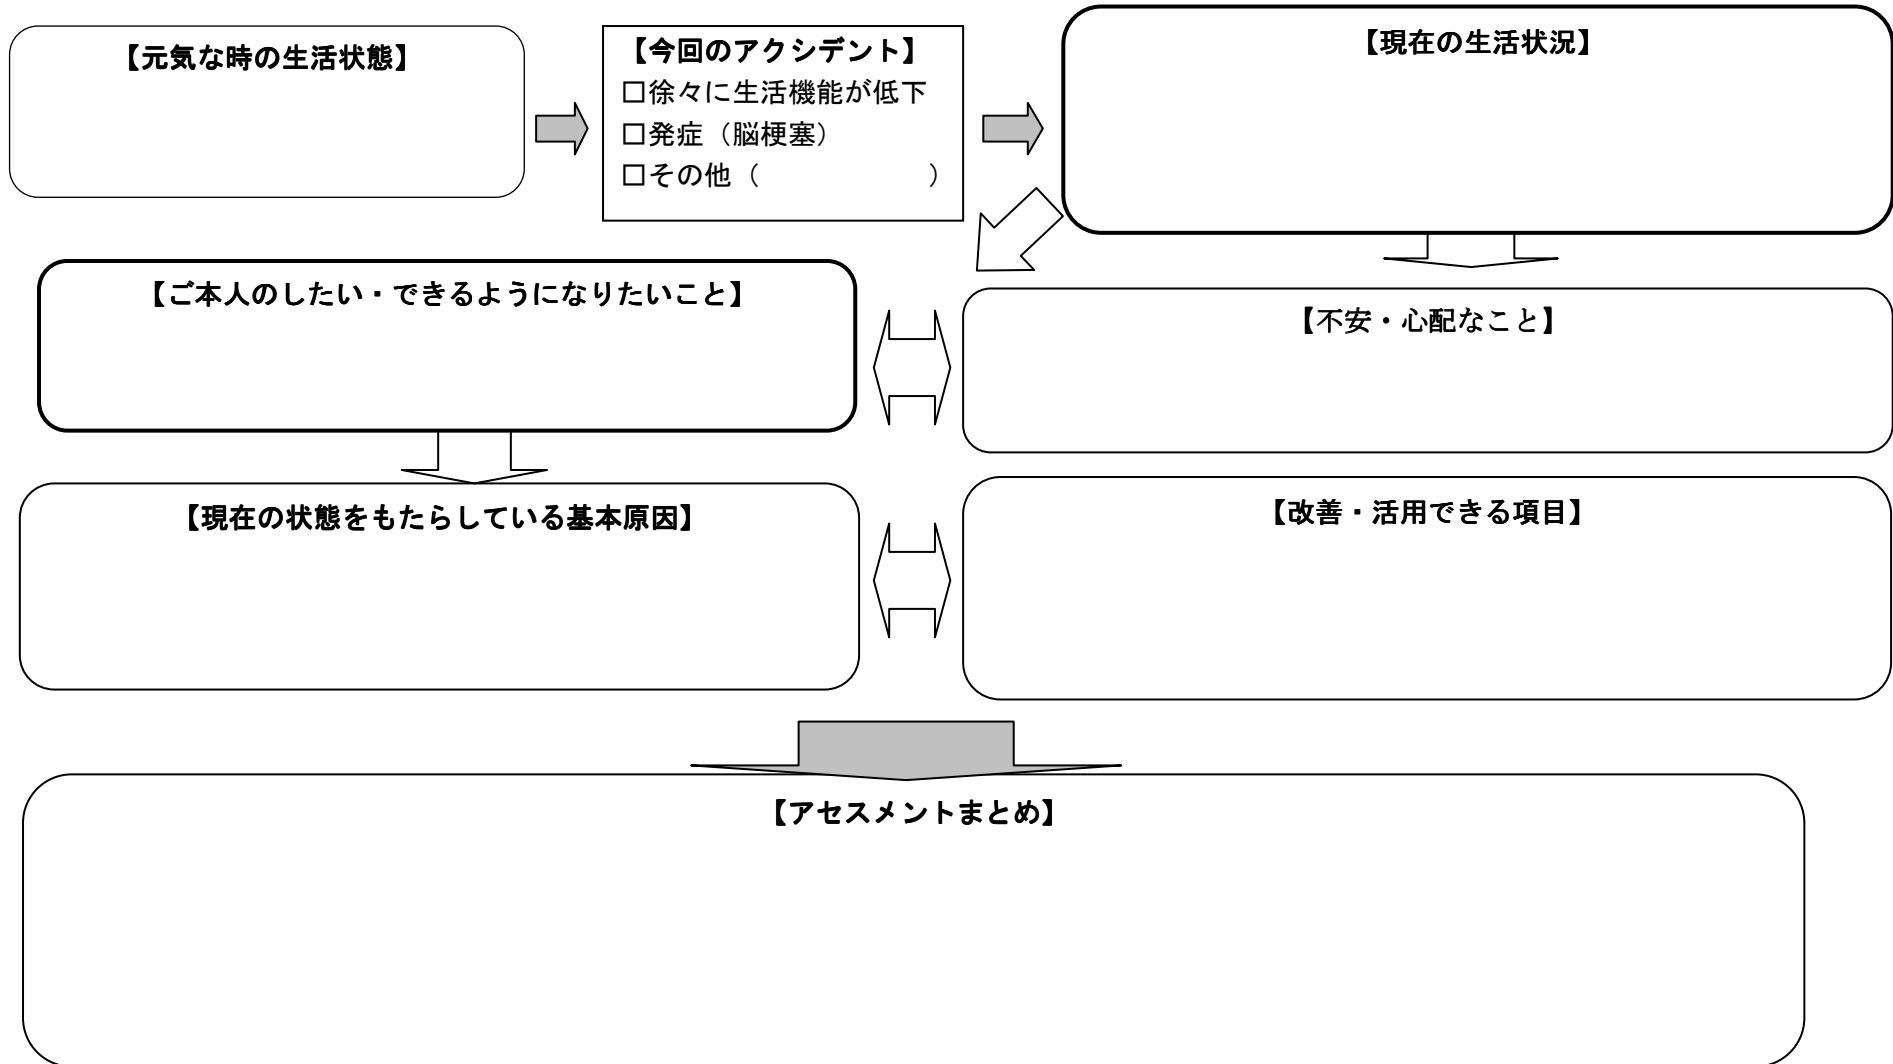 【元気な時の生活状態】
【今回のアクシデント】
□徐々に生活機能が低下
□発症（脳梗塞）
□その他（　　　　　　）
【現在の生活状況】
【ご本人のしたい・できるようになりたいこと】
【不安・心配なこと】
【現在の状態をもたらしている基本原因】
【改善・活用できる項目】
【アセスメントまとめ】